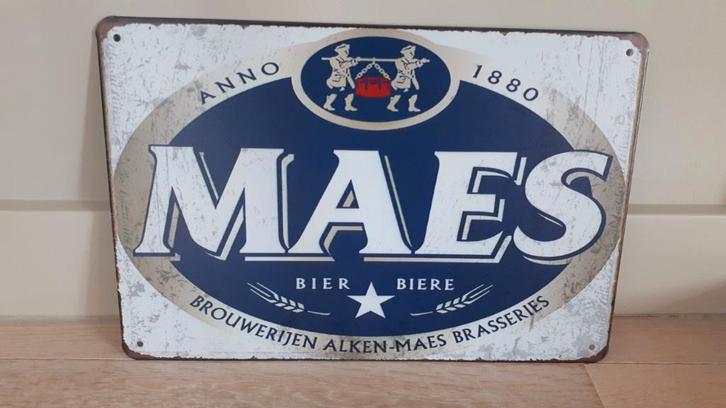 ANNO 1880
MAES
BIER BIERE
BROUWERIJEN ALKEN-MAES BRASSERIES